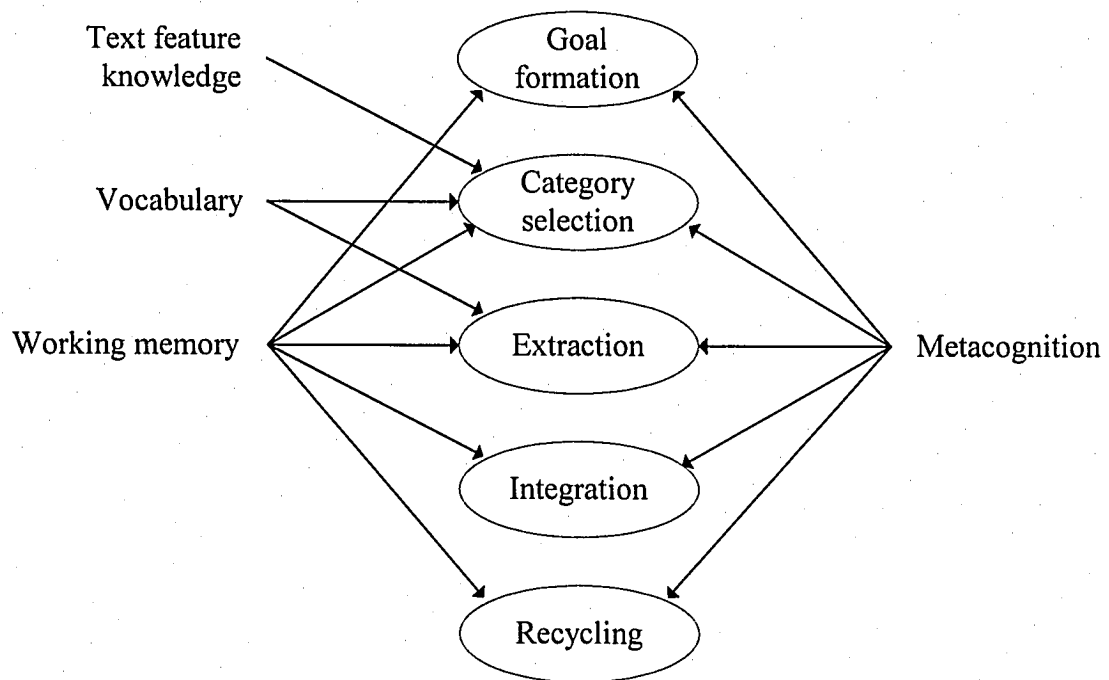 Text feature
knowledge
Goal
formation
Vocabulary
Category
selection
Working memory
Extraction
Metacognition
Integration
Recycling